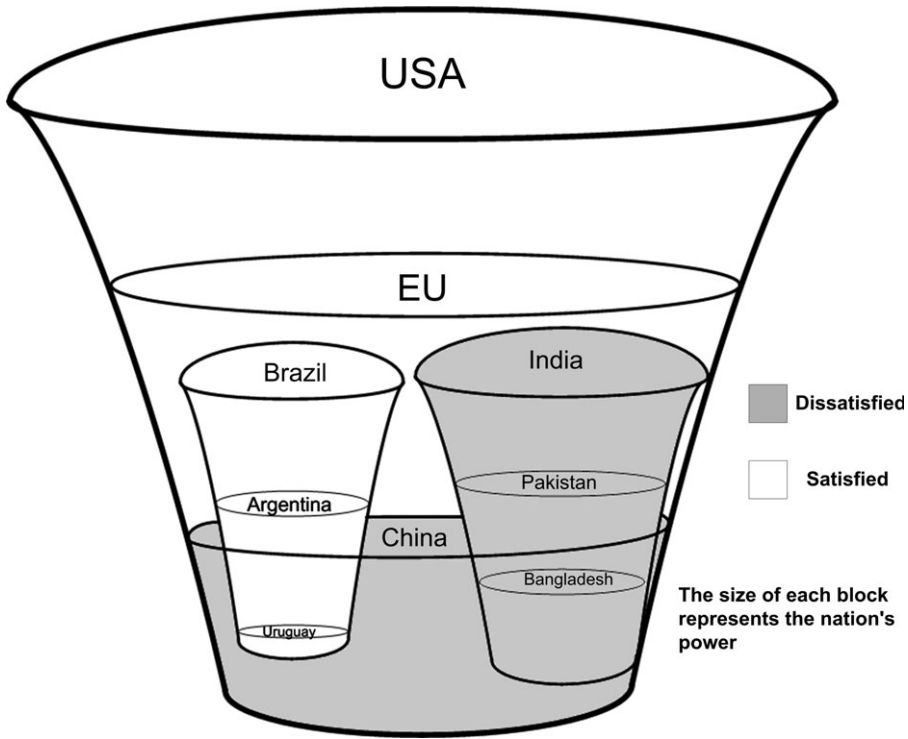 USA
EU
Brazil
India
Dissatisfied
Pakistan
Satisfied
Argentina
China
Bangladesh
The size of each block
represents the nation's
power
Uruguay